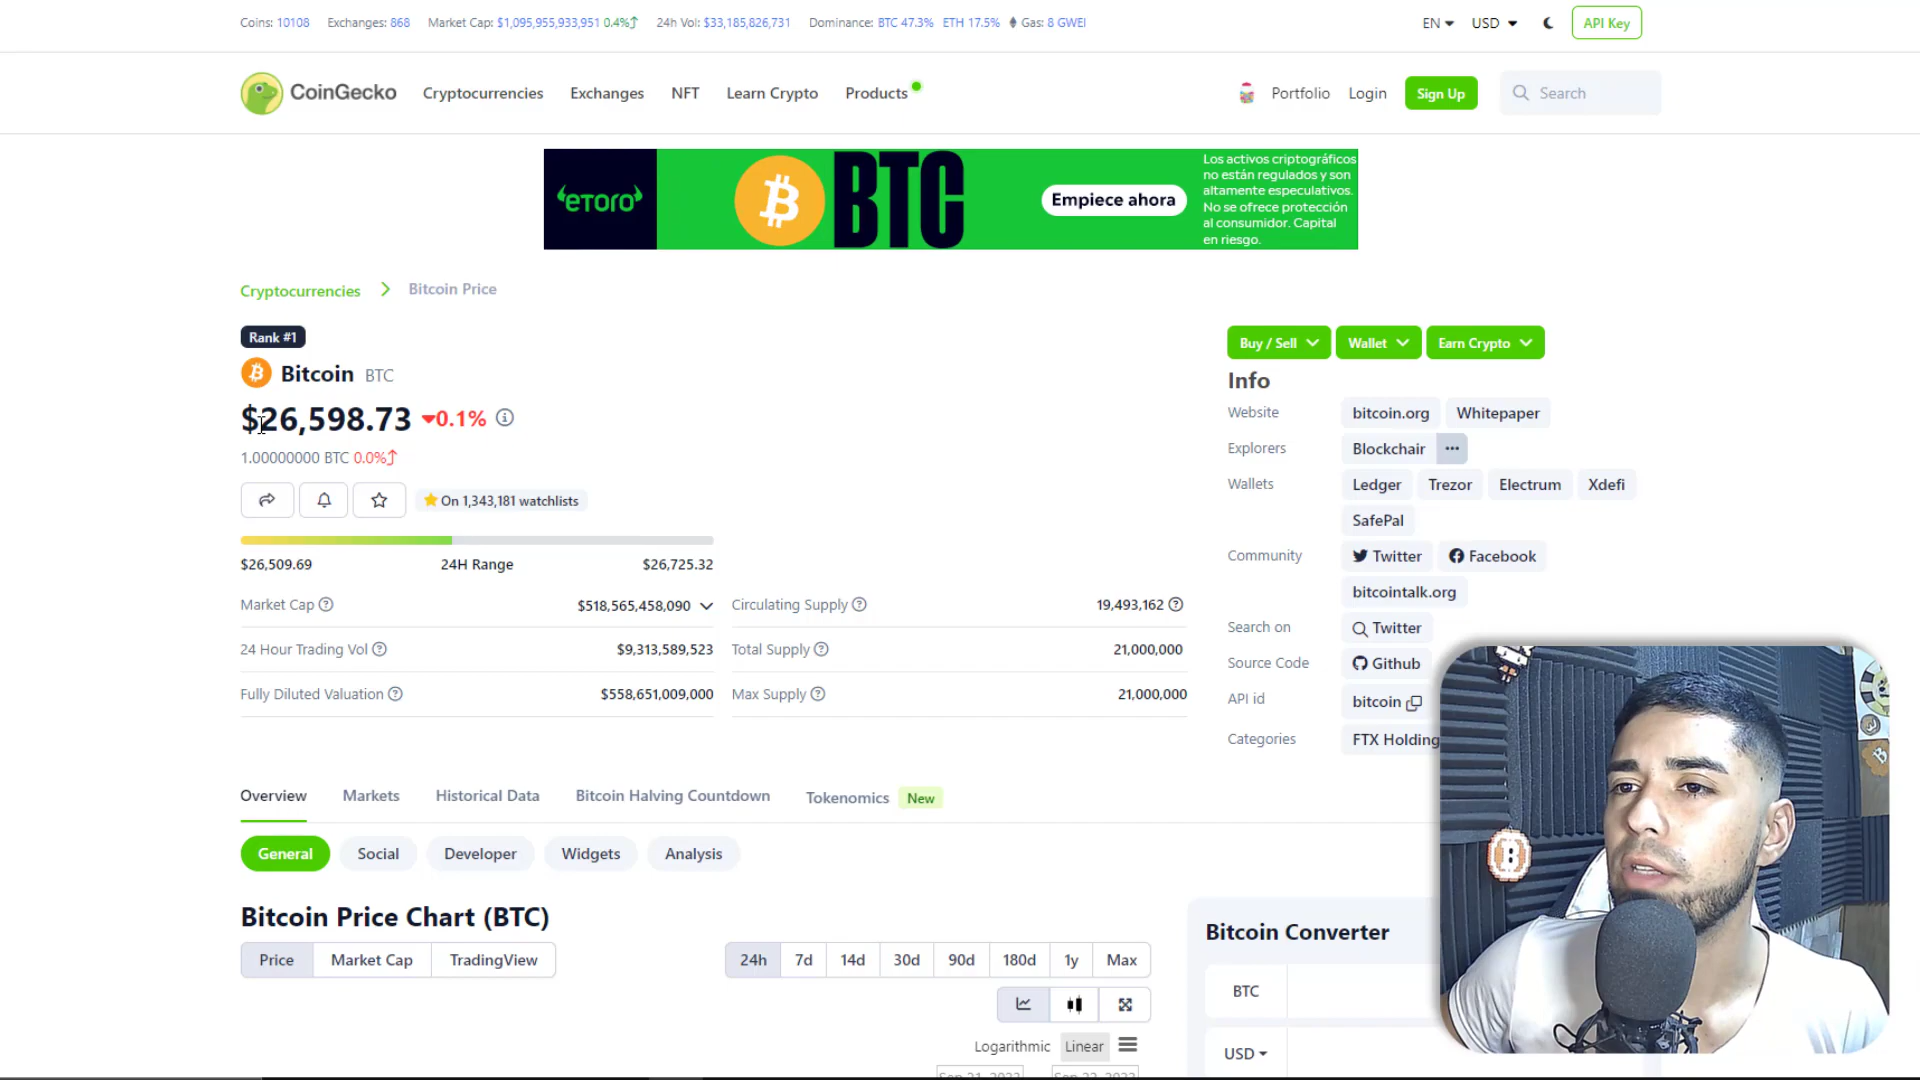 Coins: 10108 Exchanges: 868 Market Cap: $1,095,955,933,951 0.4% 24h Vol: $33,185,826,731 Dominance: BTC 47.3% ETH 17.5% Gas: 8 GWEI EN USD API Key
CoinGecko Cryptocurrencies Exchanges NFT Learn Crypto Products Portfolio Login Sign Up Search
eTORO BTC Empiece ahora
Los activos criptográficos
no están regulados y son
altamente especulativos.
No se ofrece protección
al consumidor. Capital
en riesgo.
Cryptocurrencies Bitcoin Price
Rank #1
Bitcoin BTC
$26,598.73 0.1%
1.00000000 BTC 0.0%
On 1,343,181 watchlists
$26,509.69 24H Range $26,725.32
Market Cap $518,565,458,090 Circulating Supply 19,493,162
24 Hour Trading Vol $9,313,589,523 Total Supply 21,000,000
Fully Diluted Valuation $558,651,009,000 Max Supply 21,000,000
Buy / Sell Wallet Earn Crypto
Info
Website bitcoin.org Whitepaper
Explorers Blockchair ...
Wallets Ledger Trezor Electrum Xdefi
SafePal
Community Twitter Facebook
bitcointalk.org
Search on Twitter
Source Code Github
API id bitcoin
Categories FTX Holding
Overview Markets Historical Data Bitcoin Halving Countdown Tokenomics New
General Social Developer Widgets Analysis
Bitcoin Price Chart (BTC)
Price Market Cap TradingView 24h 7d 14d 30d 90d 180d 1y Max
Logarithmic Linear
Bitcoin Converter
BTC
USD